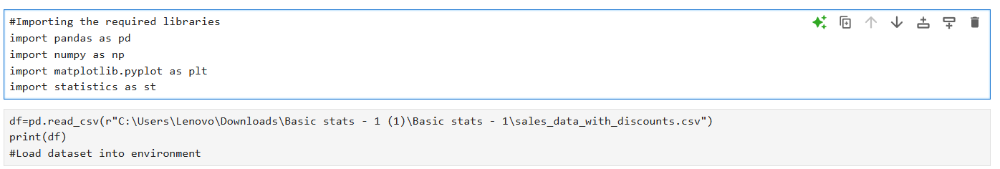 #Importing the required libraries
import pandas as pd
import numpy as np
import matplotlib.pyplot as plt
import statistics as st
df=pd.read_csv(r"C:\Users\Lenovo\Downloads\Basic stats - 1 (1)\Basic stats - 1\sales_data_with_discounts.csv")
print(df)
#Load dataset into environment